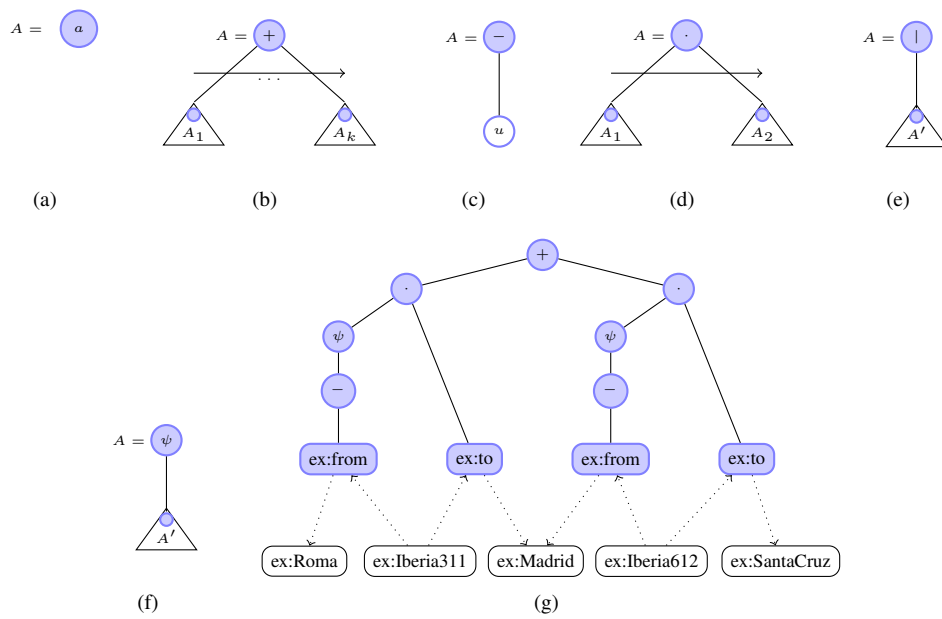 A = a
A = +
. . .
A₁ Aₖ
A = −
u
A = ·
A₁ A₂
A = |
A′
(a) (b) (c) (d) (e)
+
· ·
ψ ψ
− −
A = ψ
ex:from ex:to ex:from ex:to
A′
ex:Roma ex:Iberia311 ex:Madrid ex:Iberia612 ex:SantaCruz
(f) (g)